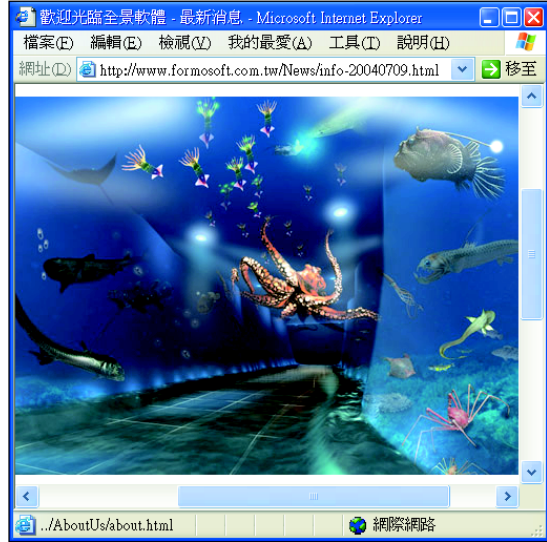 歡迎光臨全景軟體 - 最新消息 - Microsoft Internet Explorer
檔案(F) 編輯(E) 檢視(V) 我的最愛(A) 工具(T) 說明(H)
網址(D) http://www.formosoft.com.tw/News/info-20040709.html 移至
../AboutUs/about.html 網際網路